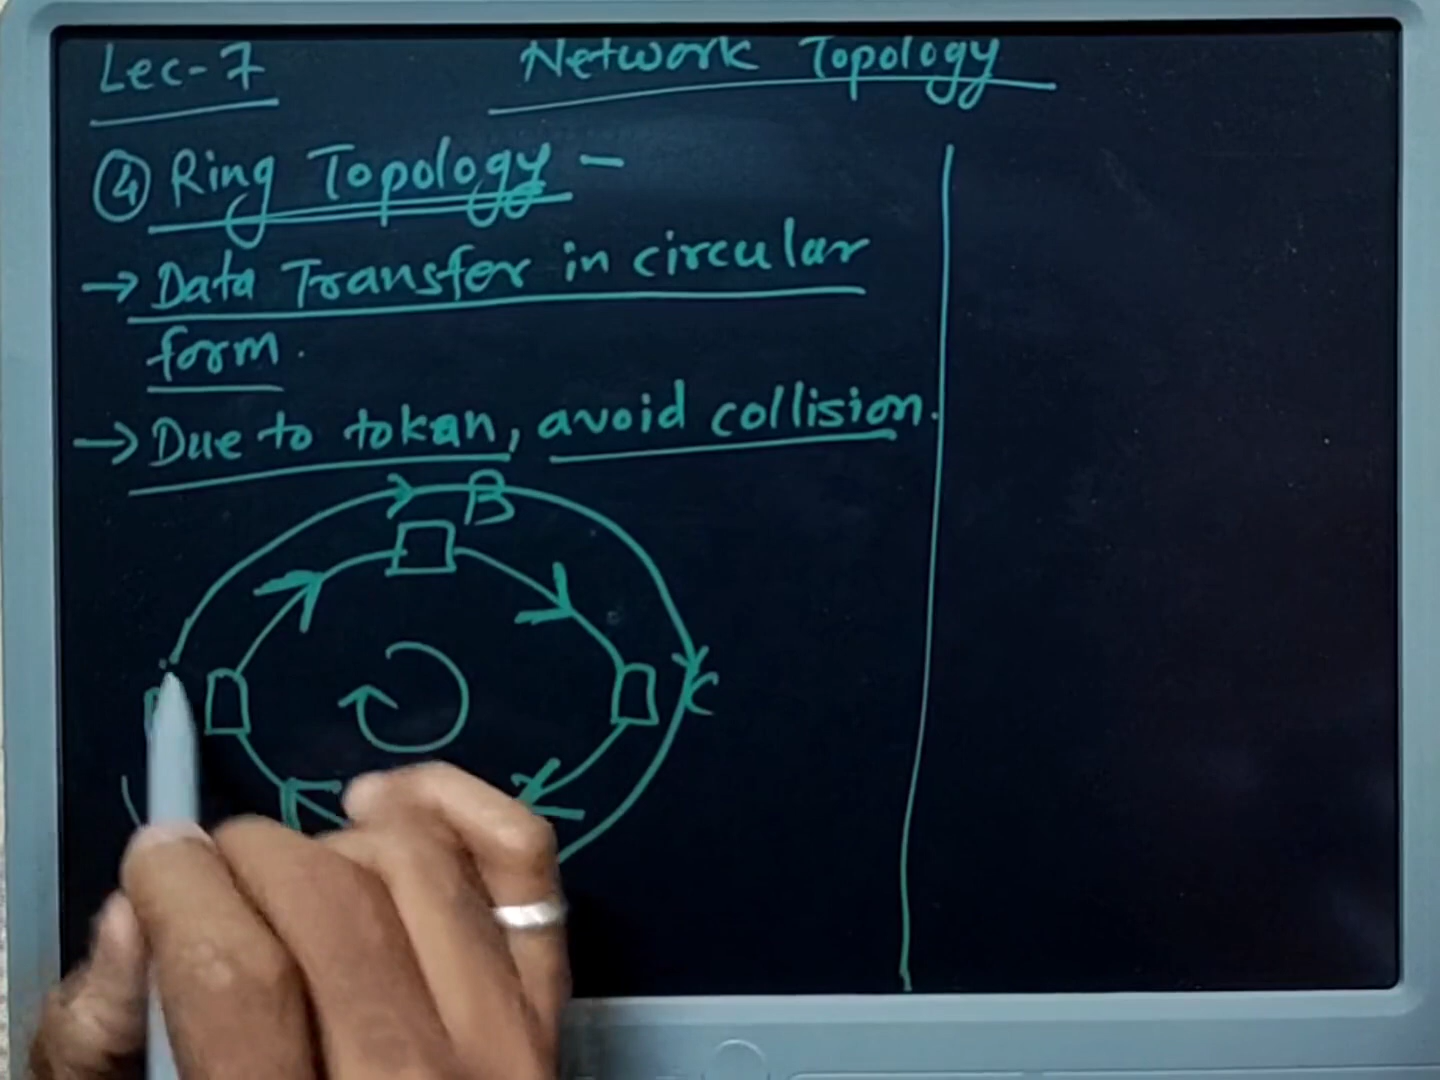 Lec-7
Network Topology
④ Ring Topology -
→ Data Transfer in circular
form.
→ Due to tokan, avoid collision.
B
C